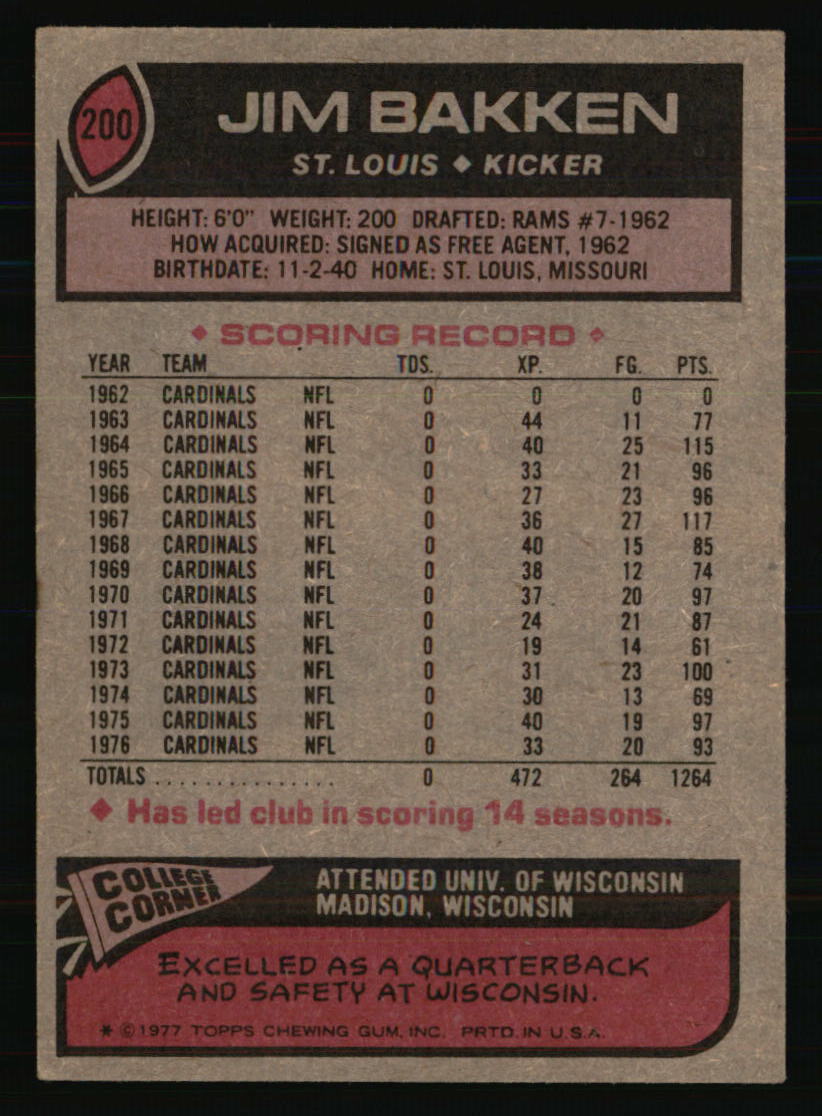 200
JIM BAKKEN
ST. LOUIS ♦ KICKER
HEIGHT: 6'0" WEIGHT: 200 DRAFTED: RAMS #7-1962
HOW ACQUIRED: SIGNED AS FREE AGENT, 1962
BIRTHDATE: 11-2-40 HOME: ST. LOUIS, MISSOURI
♦ SCORING RECORD ♦
YEAR TEAM TDS. XP. FG. PTS.
1962 CARDINALS NFL 0 0 0 0
1963 CARDINALS NFL 0 44 11 77
1964 CARDINALS NFL 0 40 25 115
1965 CARDINALS NFL 0 33 21 96
1966 CARDINALS NFL 0 27 23 96
1967 CARDINALS NFL 0 36 27 117
1968 CARDINALS NFL 0 40 15 85
1969 CARDINALS NFL 0 38 12 74
1970 CARDINALS NFL 0 37 20 97
1971 CARDINALS NFL 0 24 21 87
1972 CARDINALS NFL 0 19 14 61
1973 CARDINALS NFL 0 31 23 100
1974 CARDINALS NFL 0 30 13 69
1975 CARDINALS NFL 0 40 19 97
1976 CARDINALS NFL 0 33 20 93
TOTALS ............... 0 472 264 1264
♦ Has led club in scoring 14 seasons.
COLLEGE
CORNER
ATTENDED UNIV. OF WISCONSIN
MADISON, WISCONSIN
EXCELLED AS A QUARTERBACK
AND SAFETY AT WISCONSIN.
* © 1977 TOPPS CHEWING GUM, INC. PRTD. IN U.S.A.